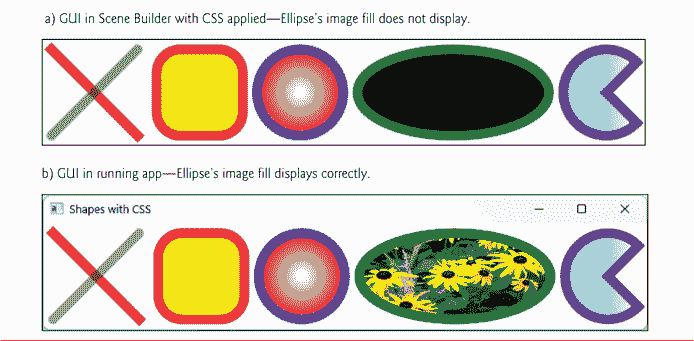 a) GUI in Scene Builder with CSS applied—Ellipse's image fill does not display.
b) GUI in running app—Ellipse's image fill displays correctly.
Shapes with CSS